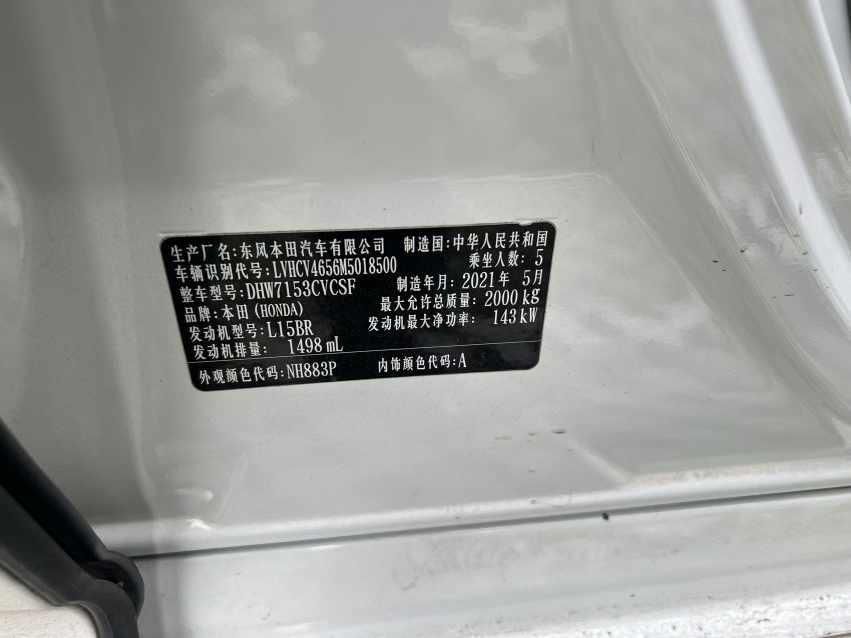 生产厂名:东风本田汽车有限公司 制造国:中华人民共和国
车辆识别代号:LVHCV4656M5018500 乘坐人数: 5
整车型号:DHW7153CVCSF 制造年月: 2021年 5月
品牌:本田(HONDA) 最大允许总质量: 2000 kg
发动机型号:L15BR 发动机最大净功率: 143 kW
发动机排量: 1498 mL
外观颜色代码:NH883P 内饰颜色代码:A